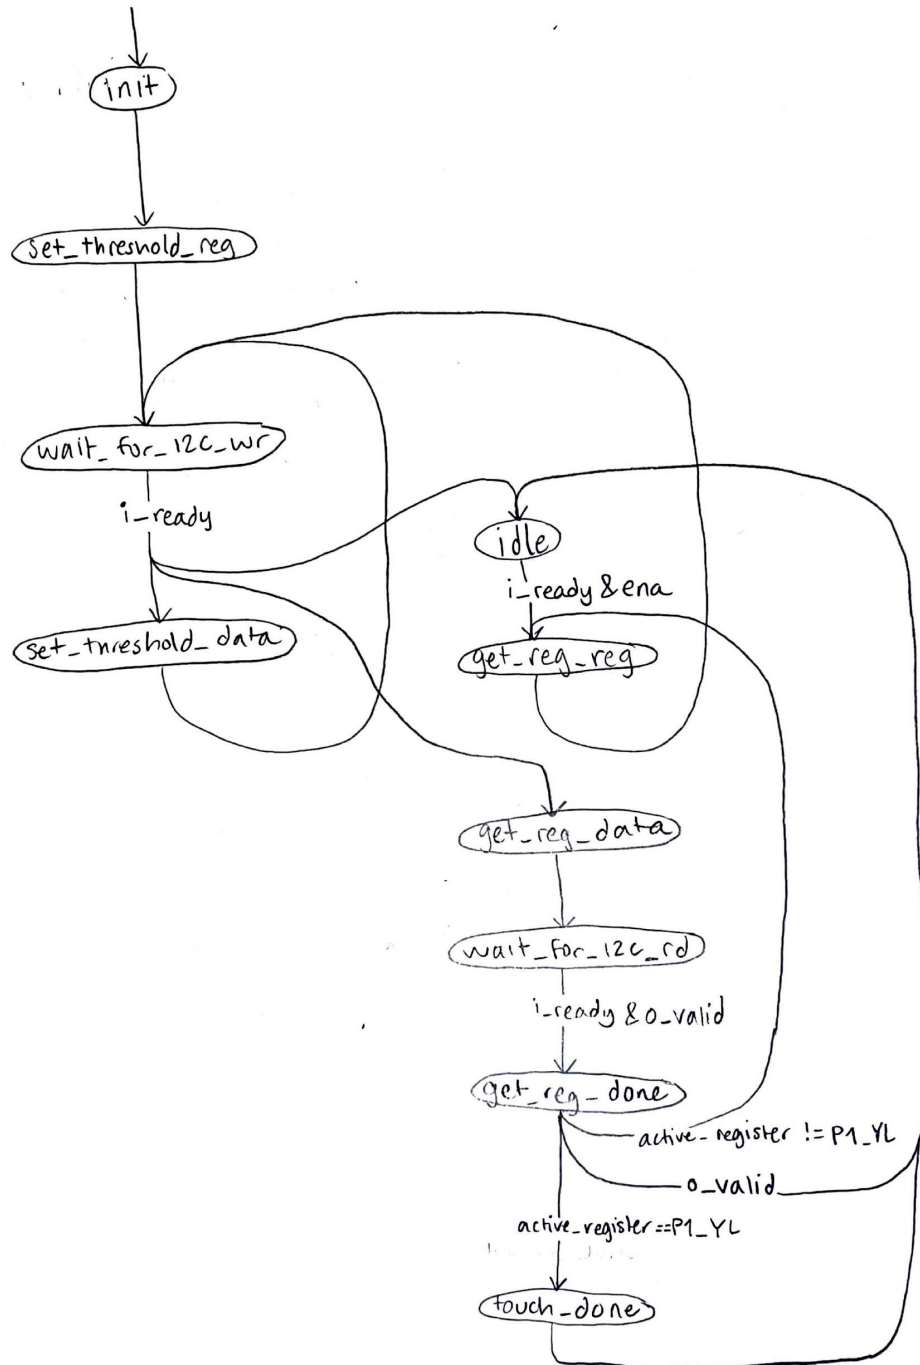 init
set_threshold_reg
wait_for_i2c_wr
i_ready
idle
i_ready & ena
set_threshold_data
get_reg_reg
get_reg_data
wait_for_i2c_rd
i_ready & o_valid
get_reg_done
active_register != P1_YL
o_valid
active_register==P1_YL
touch_done